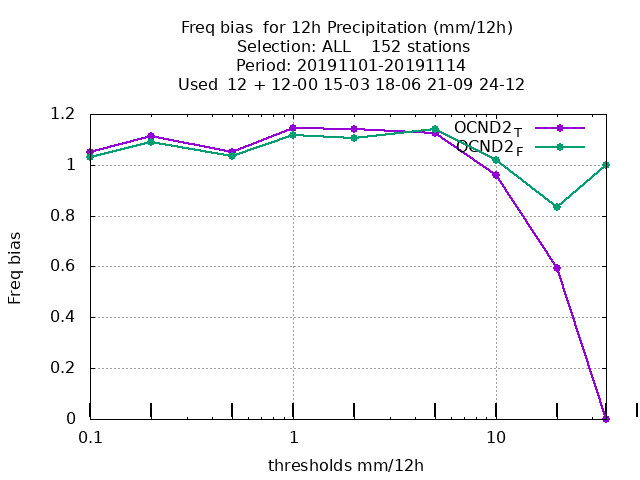 Freq bias  for 12h Precipitation (mm/12h)
Selection: ALL    152 stations
Period: 20191101-20191114
Used  12 + 12-00 15-03 18-06 21-09 24-12
1.2
OCND2T
OCND2F
1
0.8
0.6
0.4
0.2
0
Freq bias
0.1
1
10
thresholds mm/12h